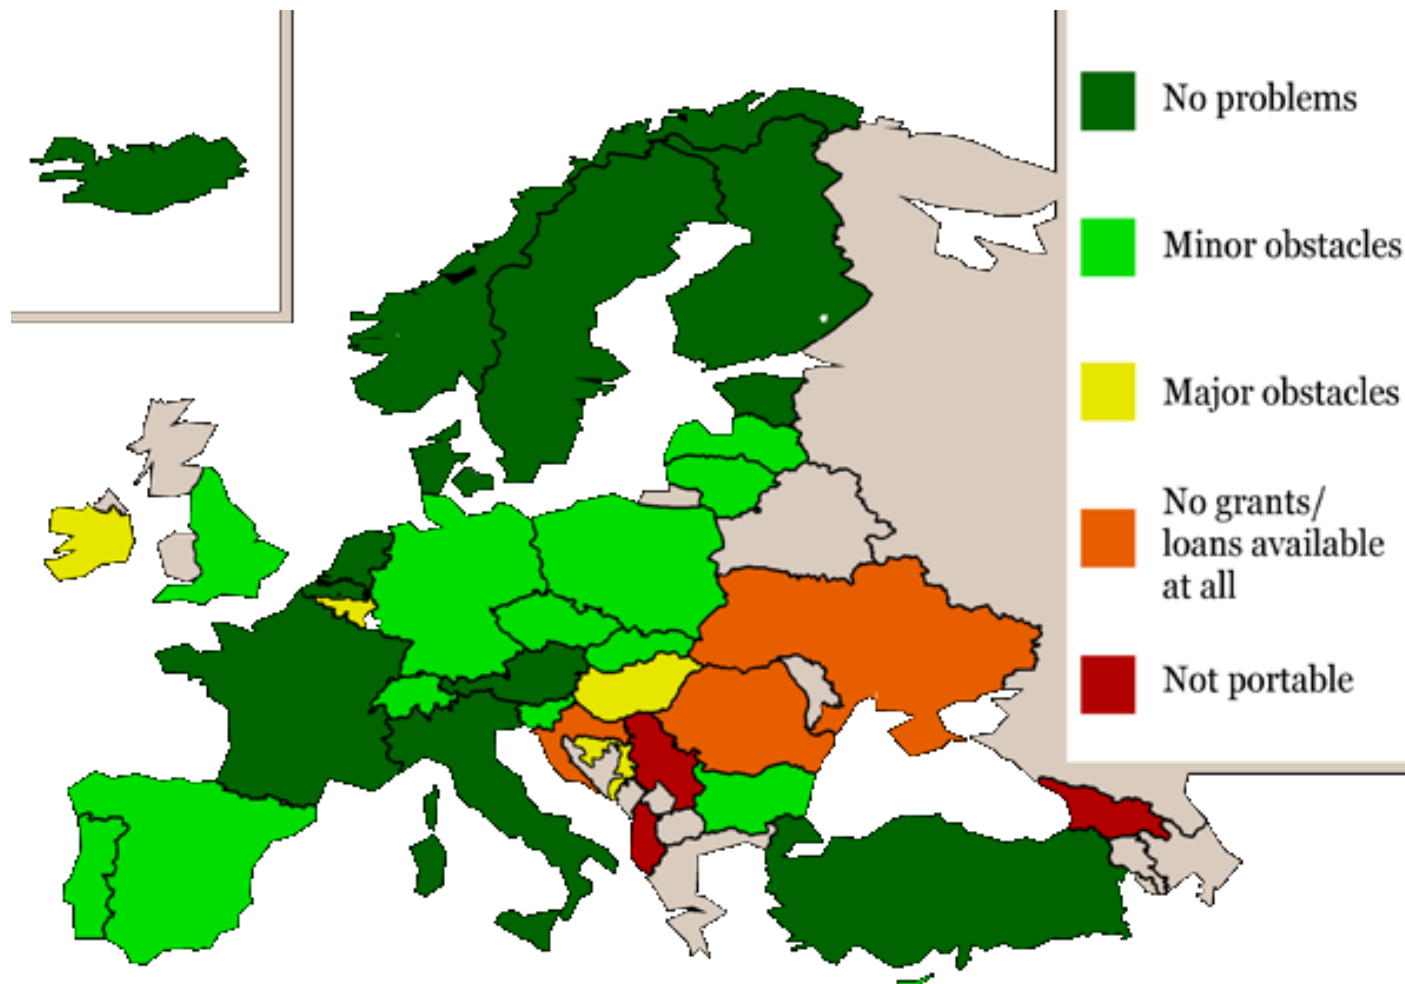 No problems
Minor obstacles
Major obstacles
No grants/
loans available
at all
Not portable